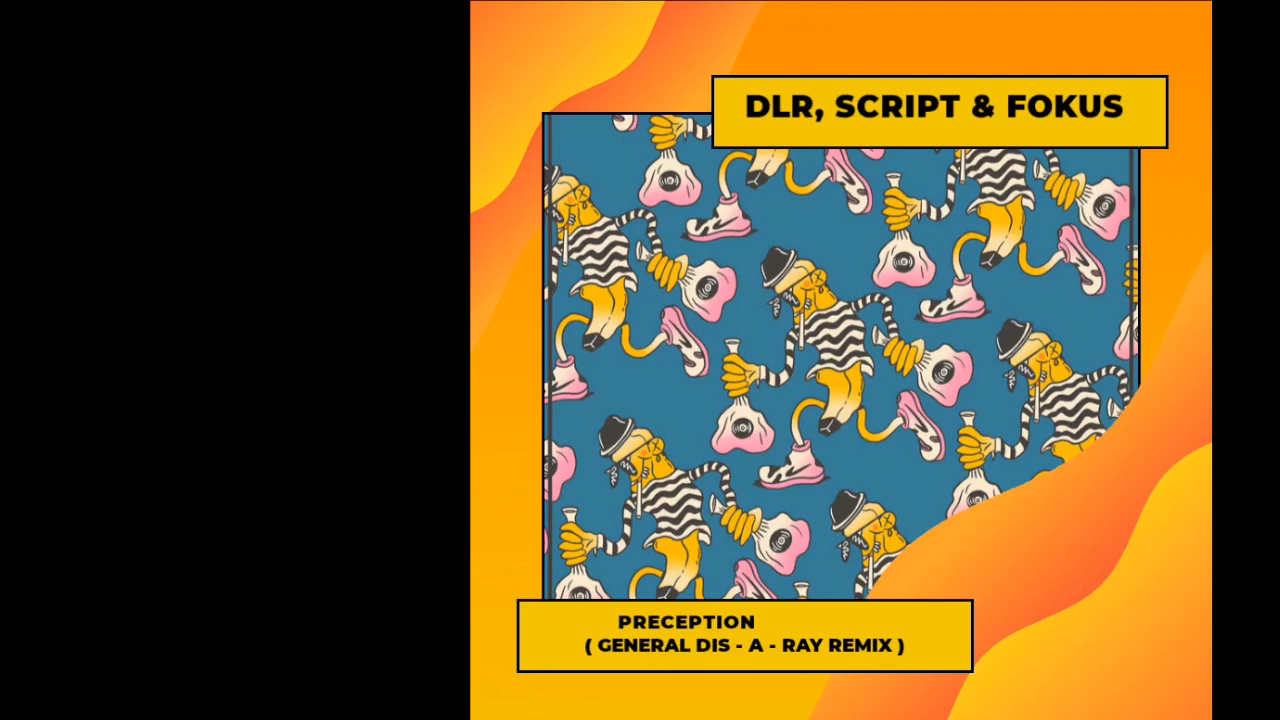 DLR, SCRIPT & FOKUS
PRECEPTION
( GENERAL DIS - A - RAY REMIX )